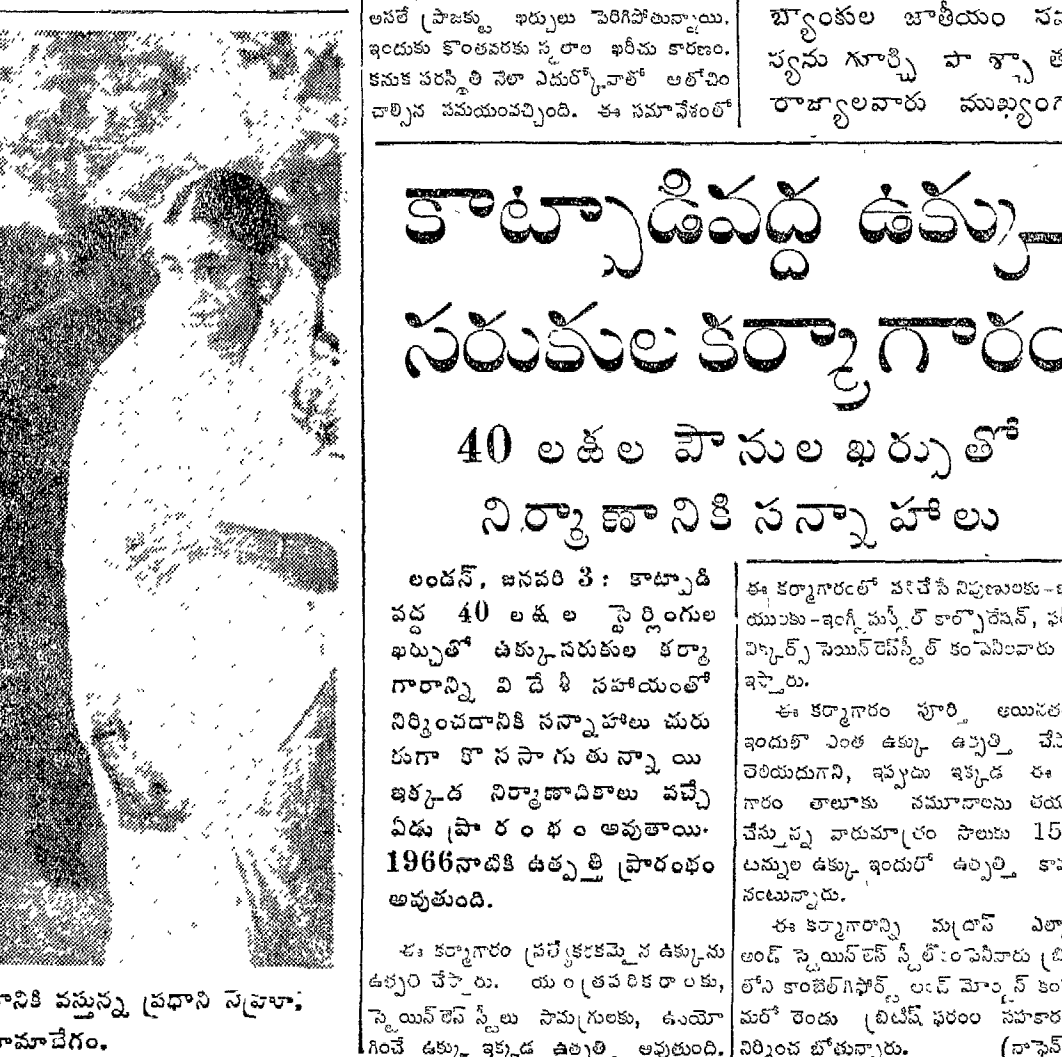 అసలే ప్రాజక్టు ఖర్చులు పెరిగిపోతున్నాయి.
ఇందుకు కొంతవరకు స్థలాల ఖరీదు కారణం.
కనుక పరిస్థితి నెలా ఎదుర్కోవాలో ఆలోచిం
చాల్సిన సమయంవచ్చింది. ఈ సమావేశంలో
బ్యాంకుల జాతీయం
గూర్చి పాశ్చా
రాజ్యాలవారు ముఖ్యంగా
కాట్పాడివద్ద ఉక్కు
సరుకుల కర్మాగారం
40 లక్షల పౌనుల ఖర్చుతో
నిర్మాణానికి సన్నాహాలు
లండన్, జనవరి 3 : కాట్పాడి
వద్ద 40 లక్షల స్టెర్లింగుల
ఖర్చుతో ఉక్కుసరుకుల కర్మా
గారాన్ని విదేశీ సహాయంతో
నిర్మించడానికి సన్నాహాలు చురు
కుగా కొనసాగుతున్నాయి
ఇక్కడ నిర్మాణాదికాలు వచ్చే
ఏడు ప్రారంభం అవుతాయి.
1966నాటికి ఉత్పత్తి ప్రారంభం
అవుతుంది.
ఈ కర్మాగారం ప్రత్యేకరకమైన ఉక్కును
ఉత్పత్తి చేస్తారు. యంత్రపరికరాలకు,
స్టెయిన్‌లెస్ స్టీలు సామగ్రులకు, ఉపయో
గించే ఉక్కు ఇక్కడ ఉత్పత్తి అవుతుంది.
ఈ కర్మాగారంలో పనిచేసే నిపుణులకు
యులకు-ఇంగ్లీషుస్టీల్ కార్పొరేషన్,
విక్కర్స్ స్టెయిన్‌లెస్‌స్టీల్ కంపెనీలవారు
ఇస్తారు.
ఈ కర్మాగారం పూర్తి అయిన
ఇందులో ఎంత ఉక్కు ఉత్పత్తి
తెలియదుగాని, ఇప్పుడు ఇక్కడ ఈ
గారం తాలూకు నమూనాలను
చేస్తున్న వారుమాత్రం సాలుకు 15
టన్నుల ఉక్కు ఇందులో ఉత్పత్తి
నంటున్నారు.
ఈ కర్మాగారాన్ని మద్రాస్
అండ్ స్టెయిన్‌లెస్ స్టీల్‌కంపెనీవారు
లోని
మరో రెండు బ్రిటిష్ ఫరంల సహకార
నిర్మించ బోతున్నారు.
వస్తున్న ప్రధాని నెహ్రూ,